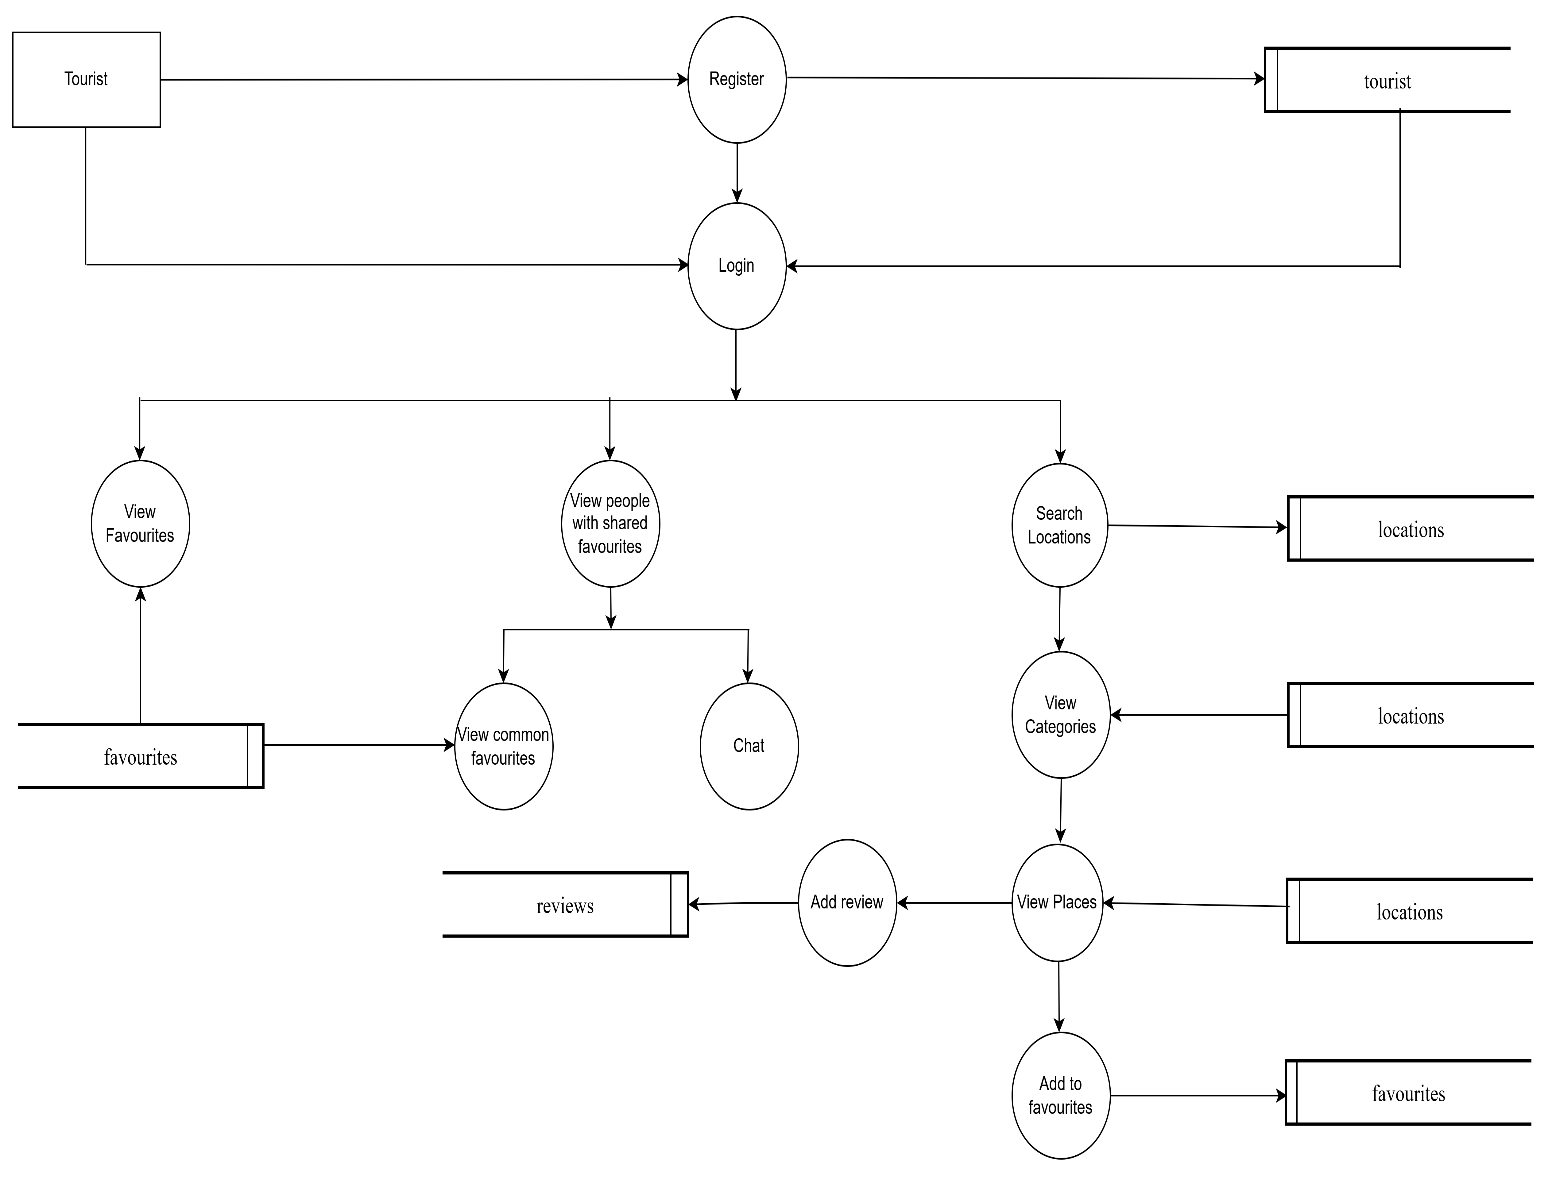 Tourist
Register
tourist
Login
View
Favourites
View people
with shared
favourites
Search
Locations
locations
View
Categories
locations
favourites
View common
favourites
Chat
reviews
Add review
View Places
locations
Add to
favourites
favourites